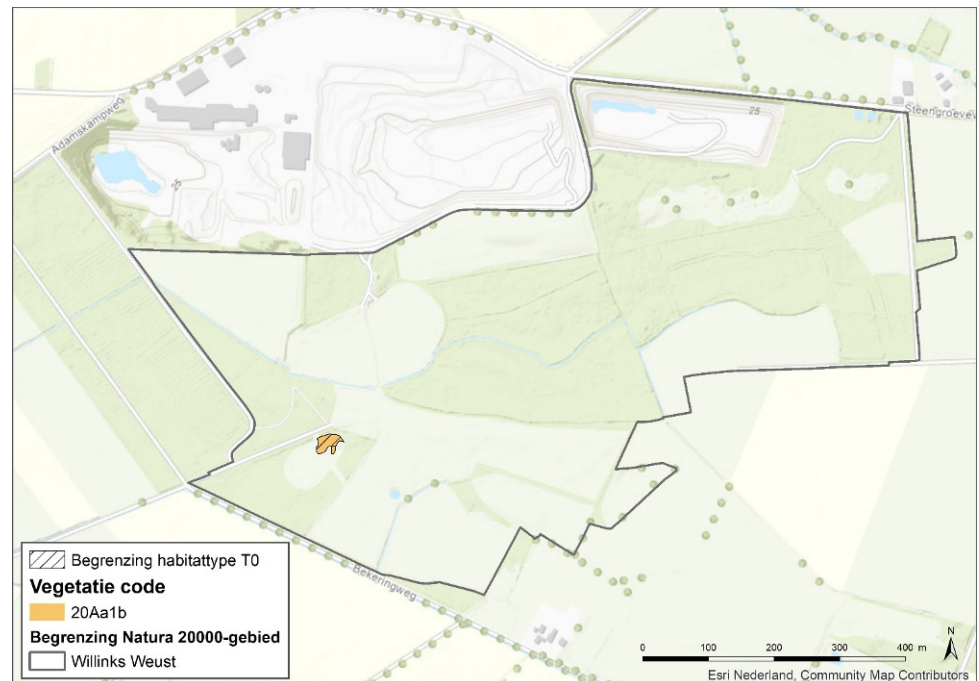 Adamskampweg
25
25
Steengroeve
Bekeringweg
Begrenzing habitattype T0
Vegetatie code
20Aa1b
Begrenzing Natura 20000-gebied
Willinks Weust
N
0 100 200 300 400 m
Esri Nederland, Community Map Contributors